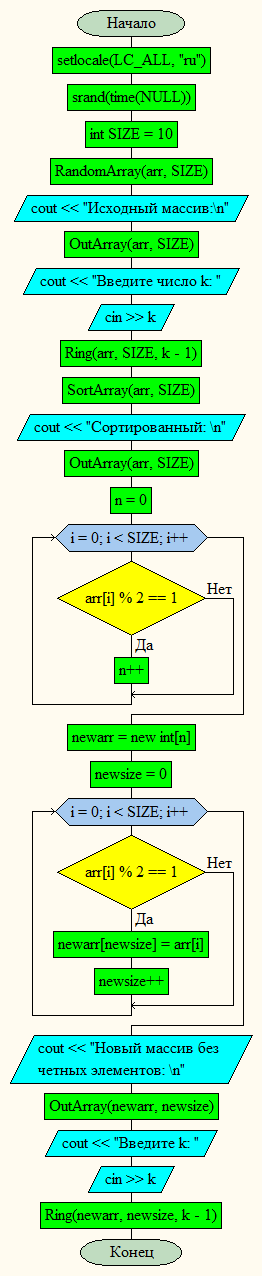 Начало
setlocale(LC_ALL, "ru")
srand(time(NULL))
int SIZE = 10
RandomArray(arr, SIZE)
cout << "Исходный массив:\n"
OutArray(arr, SIZE)
cout << "Введите число k: "
cin >> k
Ring(arr, SIZE, k - 1)
SortArray(arr, SIZE)
cout << "Сортированный: \n"
OutArray(arr, SIZE)
n = 0
i = 0; i < SIZE; i++
arr[i] % 2 == 1
Нет
Да
n++
newarr = new int[n]
newsize = 0
i = 0; i < SIZE; i++
arr[i] % 2 == 1
Нет
Да
newarr[newsize] = arr[i]
newsize++
cout << "Новый массив без
четных элементов: \n"
OutArray(newarr, newsize)
cout << "Введите k: "
cin >> k
Ring(newarr, newsize, k - 1)
Конец